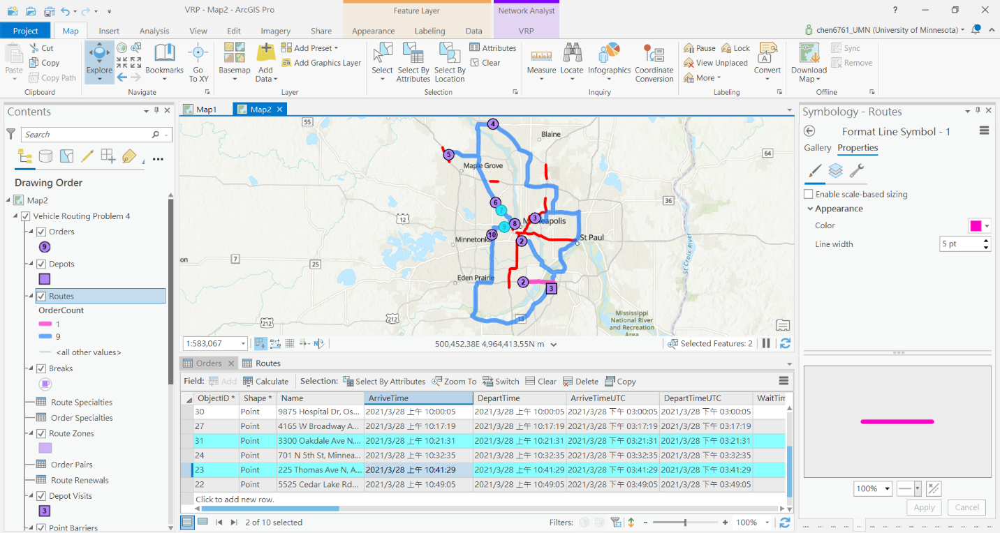 VRP - Map2 - ArcGIS Pro
Feature Layer
Network Analyst
?
Project
Map
Insert
Analysis
View
Edit
Imagery
Share
Appearance
Labeling
Data
VRP
chen6761_UMN (University of Minnesota)
Paste
Cut
Copy
Copy Path
Clipboard
Explore
Bookmarks
Go
To XY
Navigate
Basemap
Add
Data
Add Preset
Add Graphics Layer
Layer
Select
Select By
Attributes
Select By
Location
Attributes
Clear
Selection
Measure
Locate
Infographics
Coordinate
Conversion
Inquiry
Pause
Lock
View Unplaced
More
Convert
Labeling
Download
Map
Sync
Remove
Offline
Contents
Search
Drawing Order
Map2
Vehicle Routing Problem 4
Orders
9
Depots
Routes
OrderCount
1
9
<all other values>
Breaks
Route Specialties
Order Specialties
Route Zones
Order Pairs
Route Renewals
Depot Visits
3
Point Barriers
Map1
Map2
55
4
Blaine
64
5
Maple Grove
36
6
7
12
3
8
Minneapolis
9
10
Minnetonka
2
St Paul
on
7
25
St Croix River
Eden Prairie
2
3
212
212
13
Mississippi
National River
and Recreation
Area
1:583,067
500,452.38E 4,964,413.55N m
Selected Features: 2
Orders
Routes
Field:
Add
Calculate
Selection:
Select By Attributes
Zoom To
Switch
Clear
Delete
Copy
ObjectID * Shape * Name ArriveTime DepartTime ArriveTimeUTC DepartTimeUTC WaitTim
30 Point 9875 Hospital Dr, Os... 2021/3/28 上午 10:00:05 2021/3/28 上午 10:00:05 2021/3/28 下午 03:00:05 2021/3/28 下午 03:00:05
27 Point 4165 W Broadway A... 2021/3/28 上午 10:17:19 2021/3/28 上午 10:17:19 2021/3/28 下午 03:17:19 2021/3/28 下午 03:17:19
31 Point 3300 Oakdale Ave N,... 2021/3/28 上午 10:21:31 2021/3/28 上午 10:21:31 2021/3/28 下午 03:21:31 2021/3/28 下午 03:21:31
24 Point 701 N 5th St, Minnea... 2021/3/28 上午 10:32:35 2021/3/28 上午 10:32:35 2021/3/28 下午 03:32:35 2021/3/28 下午 03:32:35
23 Point 225 Thomas Ave N, A... 2021/3/28 上午 10:41:29 2021/3/28 上午 10:41:29 2021/3/28 下午 03:41:29 2021/3/28 下午 03:41:29
22 Point 5525 Cedar Lake Rd... 2021/3/28 上午 10:49:05 2021/3/28 上午 10:49:05 2021/3/28 下午 03:49:05 2021/3/28 下午 03:49:05
Click to add new row.
2 of 10 selected
Filters:
100%
Symbology - Routes
Format Line Symbol - 1
Gallery
Properties
Enable scale-based sizing
Appearance
Color
Line width
5 pt
100%
Apply
Cancel